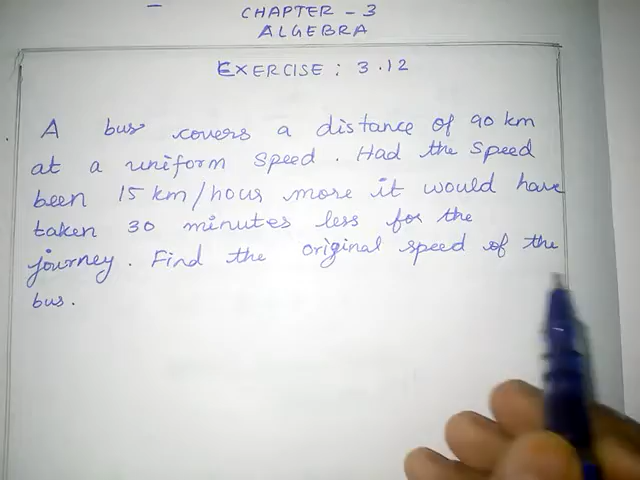 CHAPTER - 3
ALGEBRA
EXERCISE : 3.12
A bus covers a distance of 90 km
at a uniform speed. Had the speed
been 15 km/hour more it would have
taken 30 minutes less for the
journey. Find the original speed of the
bus.